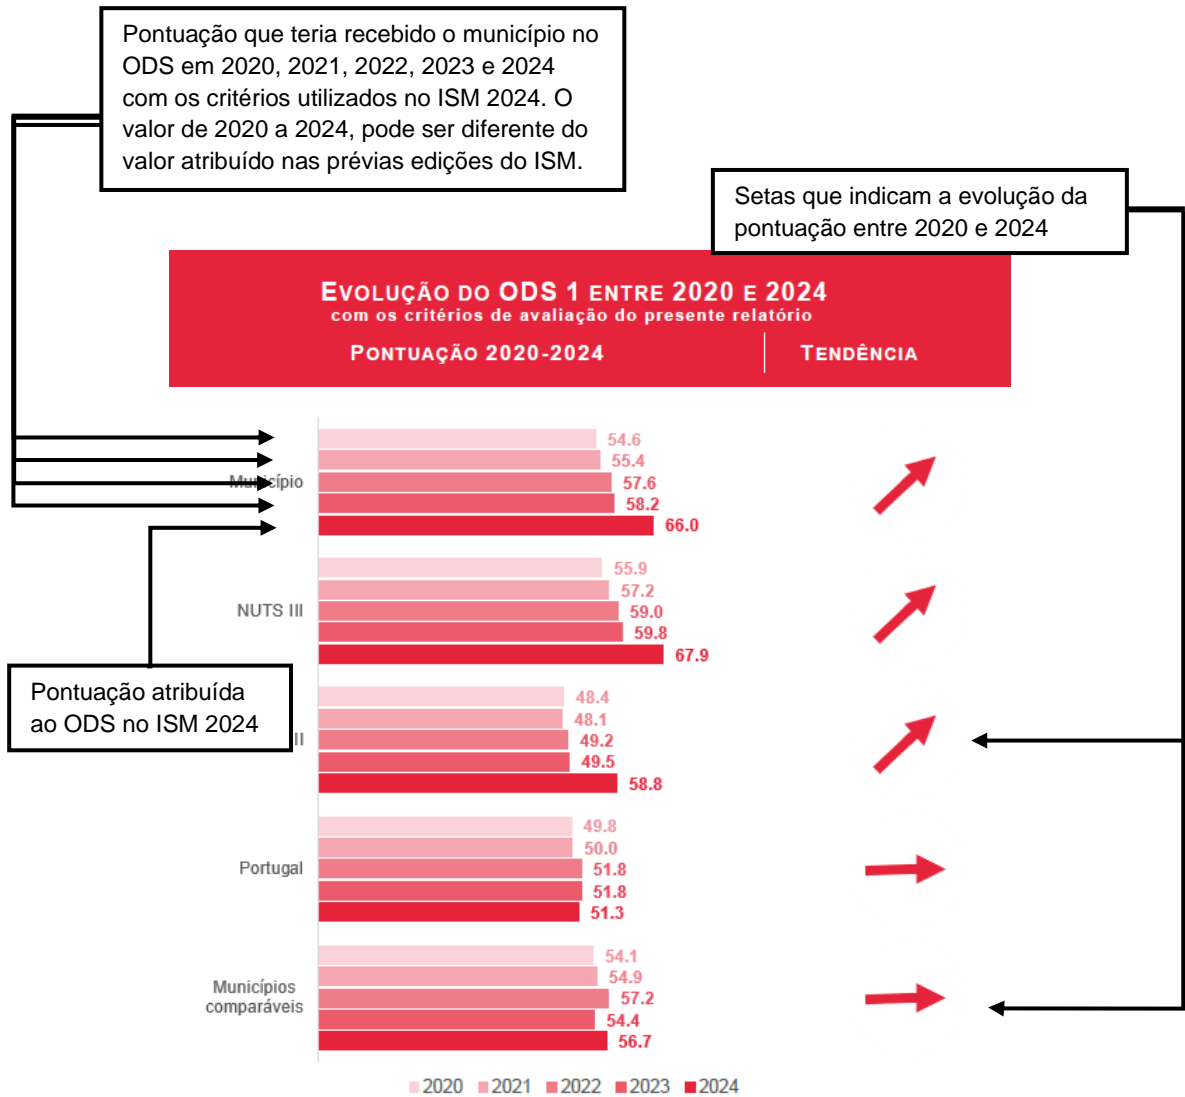 Pontuação que teria recebido o município no
ODS em 2020, 2021, 2022, 2023 e 2024
com os critérios utilizados no ISM 2024. O
valor de 2020 a 2024, pode ser diferente do
valor atribuído nas prévias edições do ISM.
Setas que indicam a evolução da
pontuação entre 2020 e 2024
EVOLUÇÃO DO ODS 1 ENTRE 2020 E 2024
com os critérios de avaliação do presente relatório
PONTUAÇÃO 2020-2024
TENDÊNCIA
Município
54.6
55.4
57.6
58.2
66.0
NUTS III
55.9
57.2
59.0
59.8
67.9
Pontuação atribuída
ao ODS no ISM 2024
II
48.4
48.1
49.2
49.5
58.8
Portugal
49.8
50.0
51.8
51.8
51.3
Municípios
comparáveis
54.1
54.9
57.2
54.4
56.7
2020 2021 2022 2023 2024